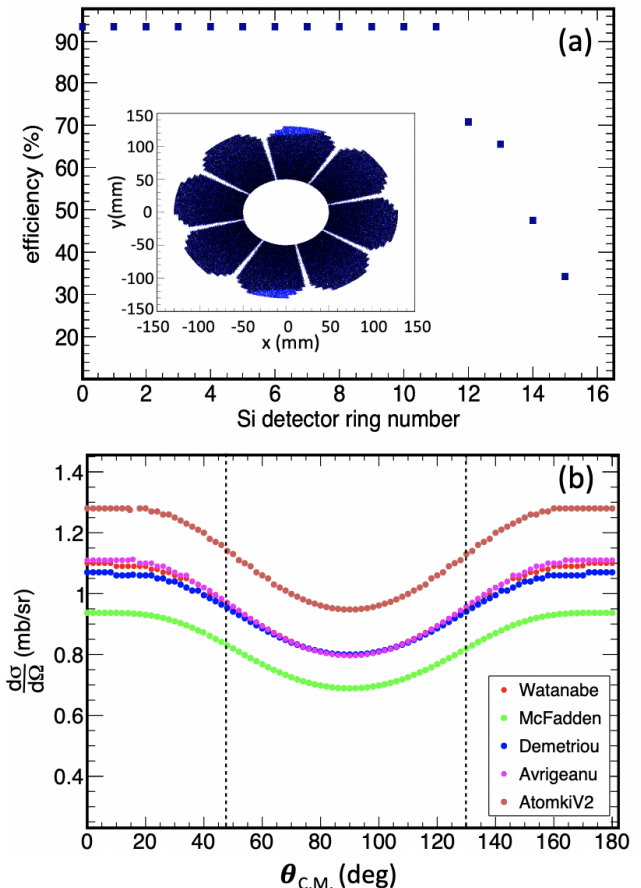 (a)
efficiency (%)
90
80
70
60
50
40
30
20
0 2 4 6 8 10 12 14 16
Si detector ring number
y(mm)
150
100
50
0
-50
-100
-150
-150 -100 -50 0 50 100 150
x (mm)
(b)
dσ/dΩ (mb/sr)
1.4
1.2
1
0.8
0.6
0.4
Watanabe
McFadden
Demetriou
Avrigeanu
AtomkiV2
0 20 40 60 80 100 120 140 160 180
θC.M. (deg)